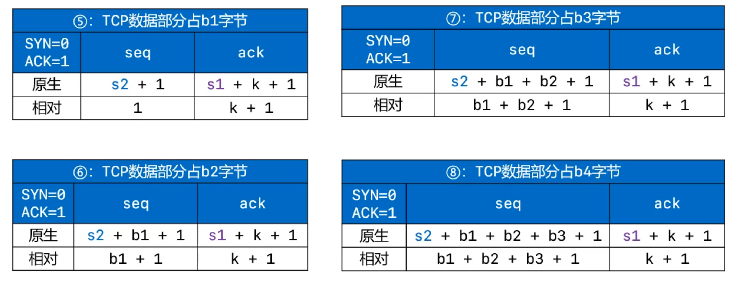 ⑤：TCP数据部分占b1字节
SYN=0 ACK=1 seq ack
原生 s2 + 1 s1 + k + 1
相对 1 k + 1
⑥：TCP数据部分占b2字节
SYN=0 ACK=1 seq ack
原生 s2 + b1 + 1 s1 + k + 1
相对 b1 + 1 k + 1
⑦：TCP数据部分占b3字节
SYN=0 ACK=1 seq ack
原生 s2 + b1 + b2 + 1 s1 + k + 1
相对 b1 + b2 + 1 k + 1
⑧：TCP数据部分占b4字节
SYN=0 ACK=1 seq ack
原生 s2 + b1 + b2 + b3 + 1 s1 + k + 1
相对 b1 + b2 + b3 + 1 k + 1